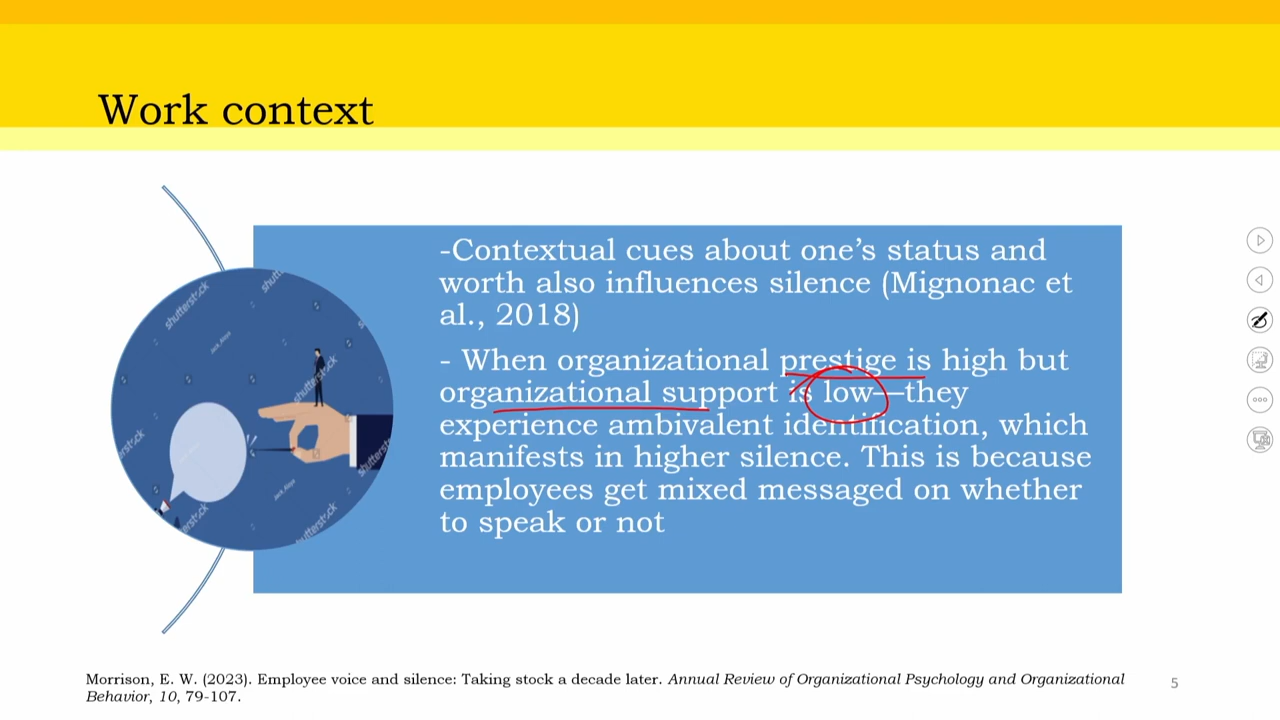 Work context
-Contextual cues about one’s status and
worth also influences silence (Mignonac et
al., 2018)
- When organizational prestige is high but
organizational support is low—they
experience ambivalent identification, which
manifests in higher silence. This is because
employees get mixed messaged on whether
to speak or not
Morrison, E. W. (2023). Employee voice and silence: Taking stock a decade later. Annual Review of Organizational Psychology and Organizational
Behavior, 10, 79-107.
5